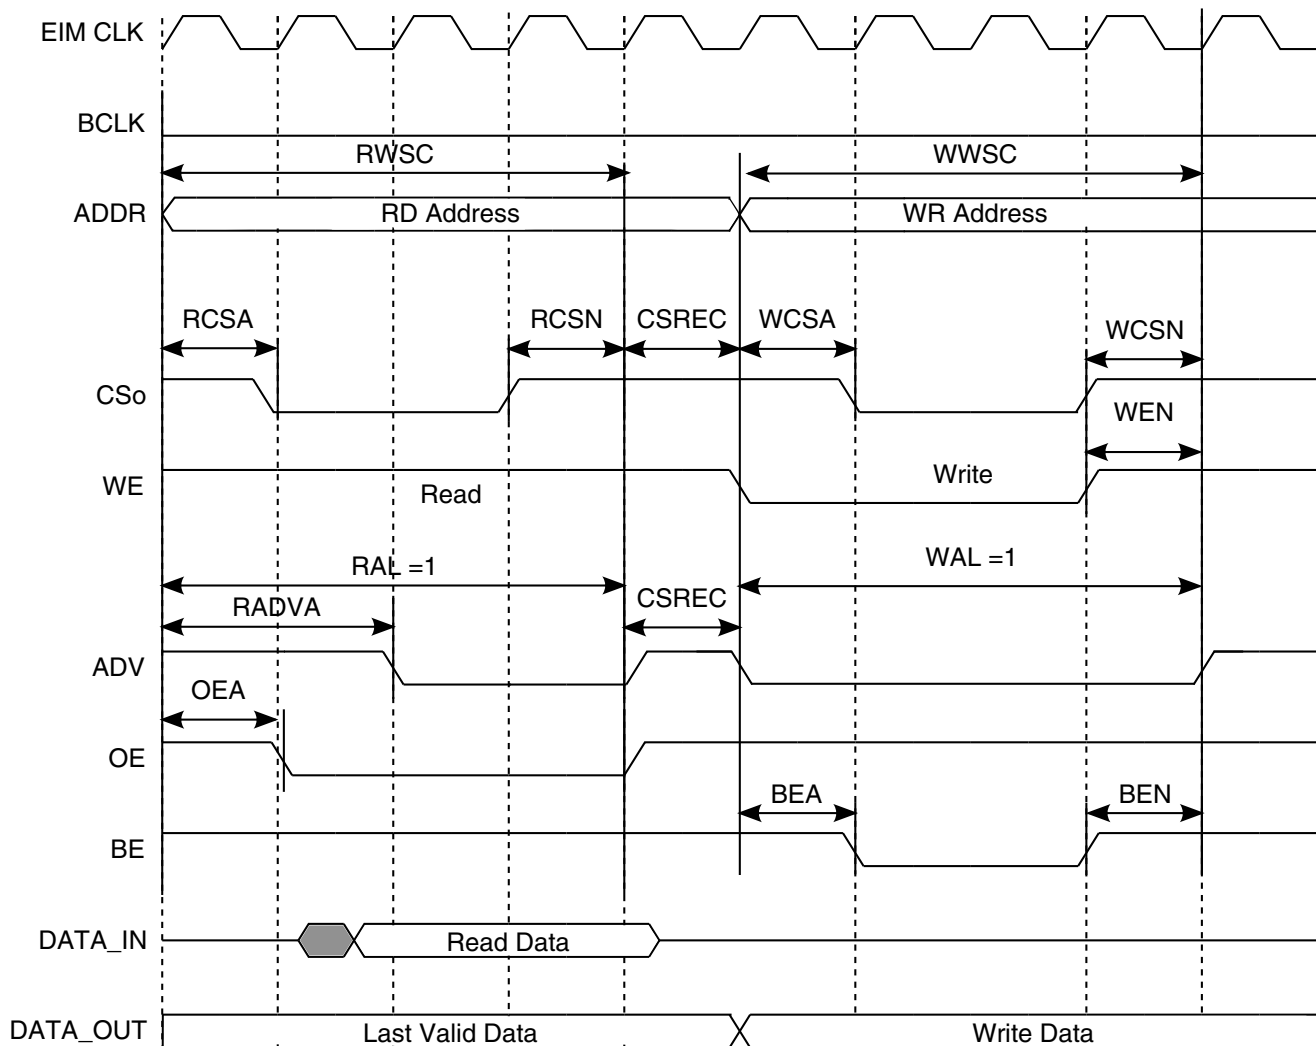 EIM CLK
BCLK
RWSC WWSC
ADDR RD Address WR Address
RCSA RCSN CSREC WCSA WCSN
CSo
WEN
WE Read Write
RAL =1 WAL =1
RADVA CSREC
ADV
OEA
OE
BEA BEN
BE
DATA_IN Read Data
DATA_OUT Last Valid Data Write Data